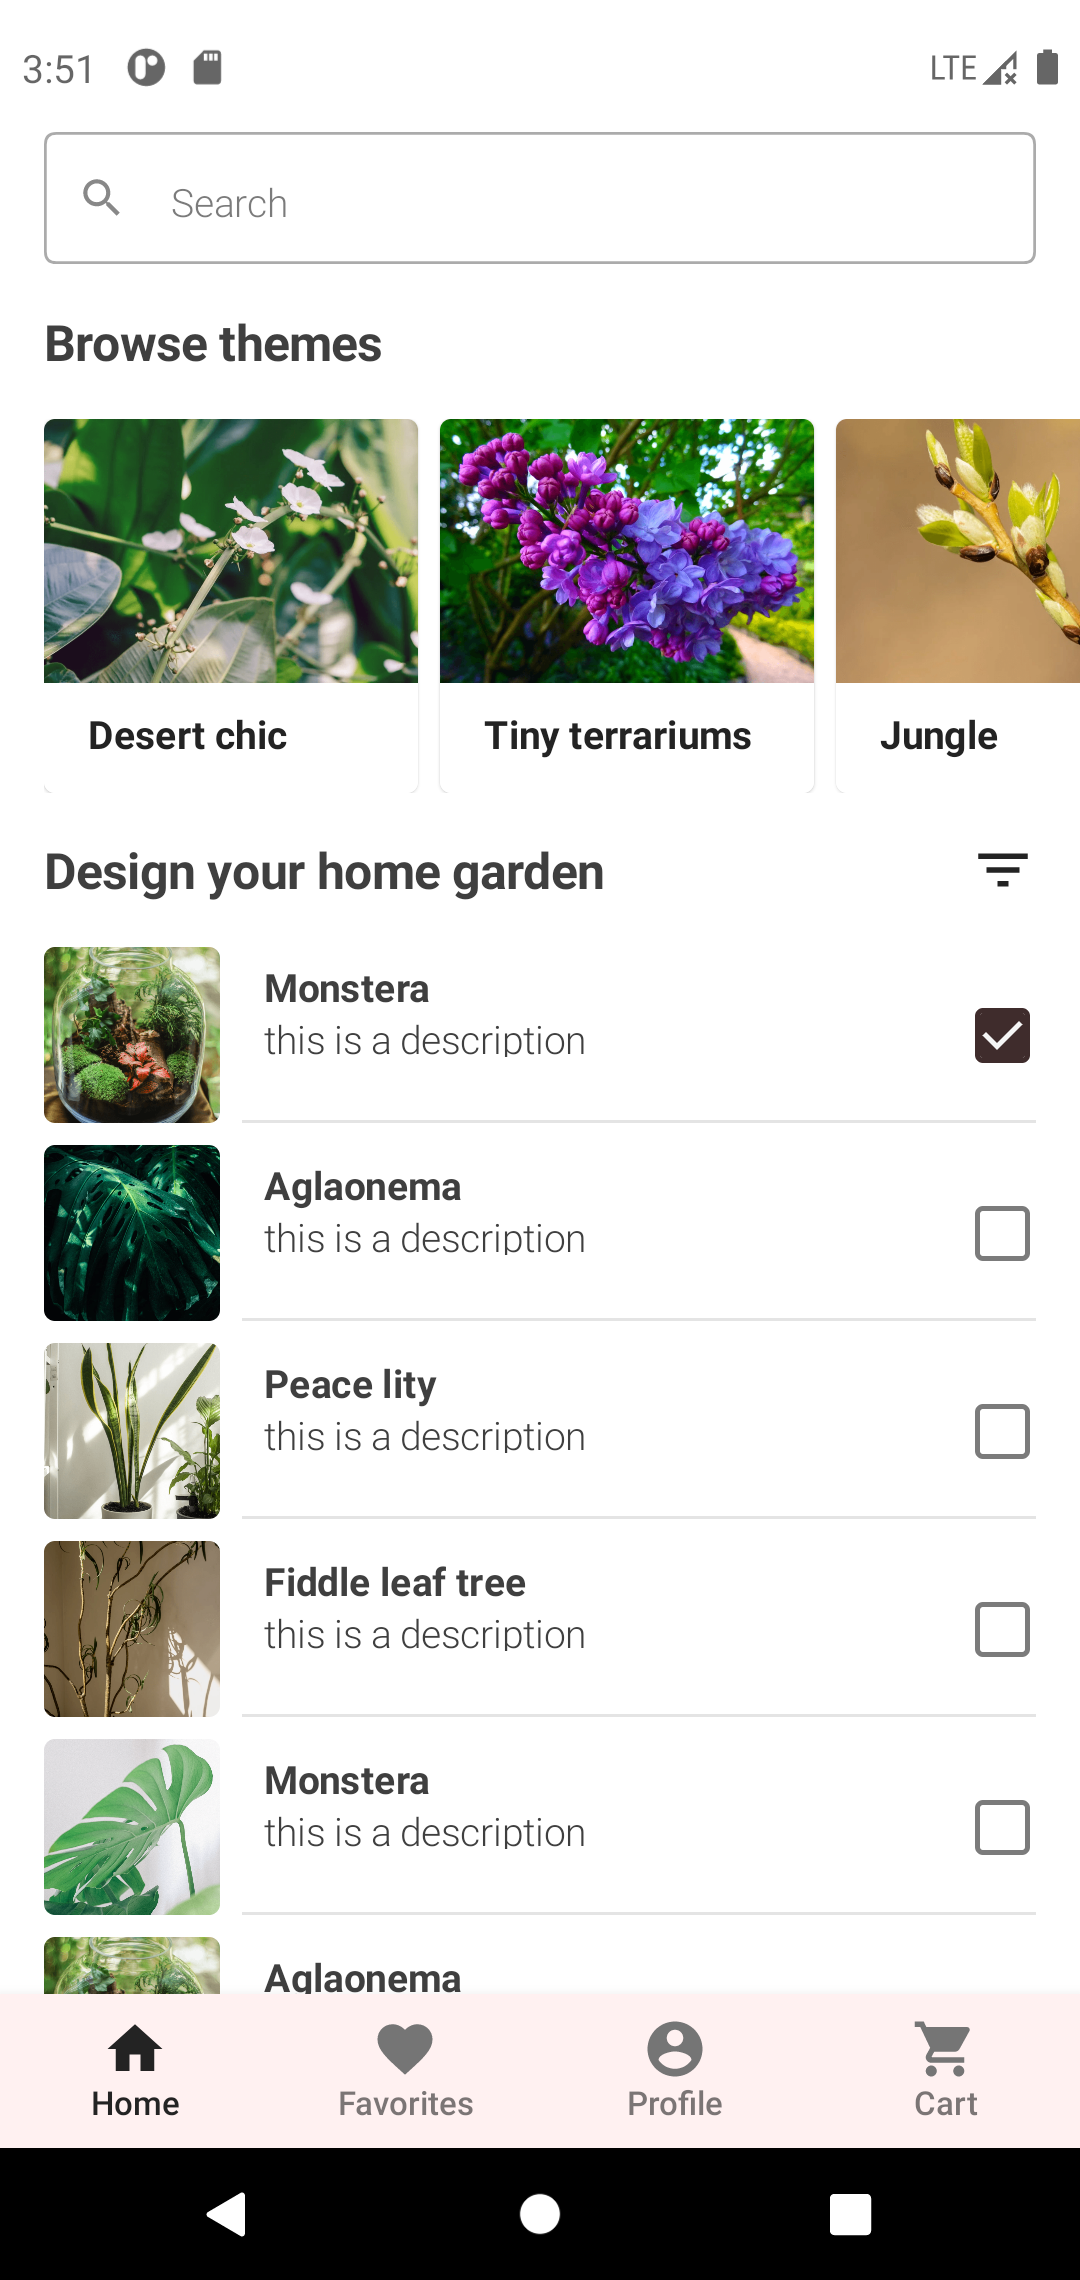 3:51
LTE
Search
Browse themes
Desert chic
Tiny terrariums
Jungle
Design your home garden
Monstera
this is a description
Aglaonema
this is a description
Peace lity
this is a description
Fiddle leaf tree
this is a description
Monstera
this is a description
Aglaonema
Home
Favorites
Profile
Cart